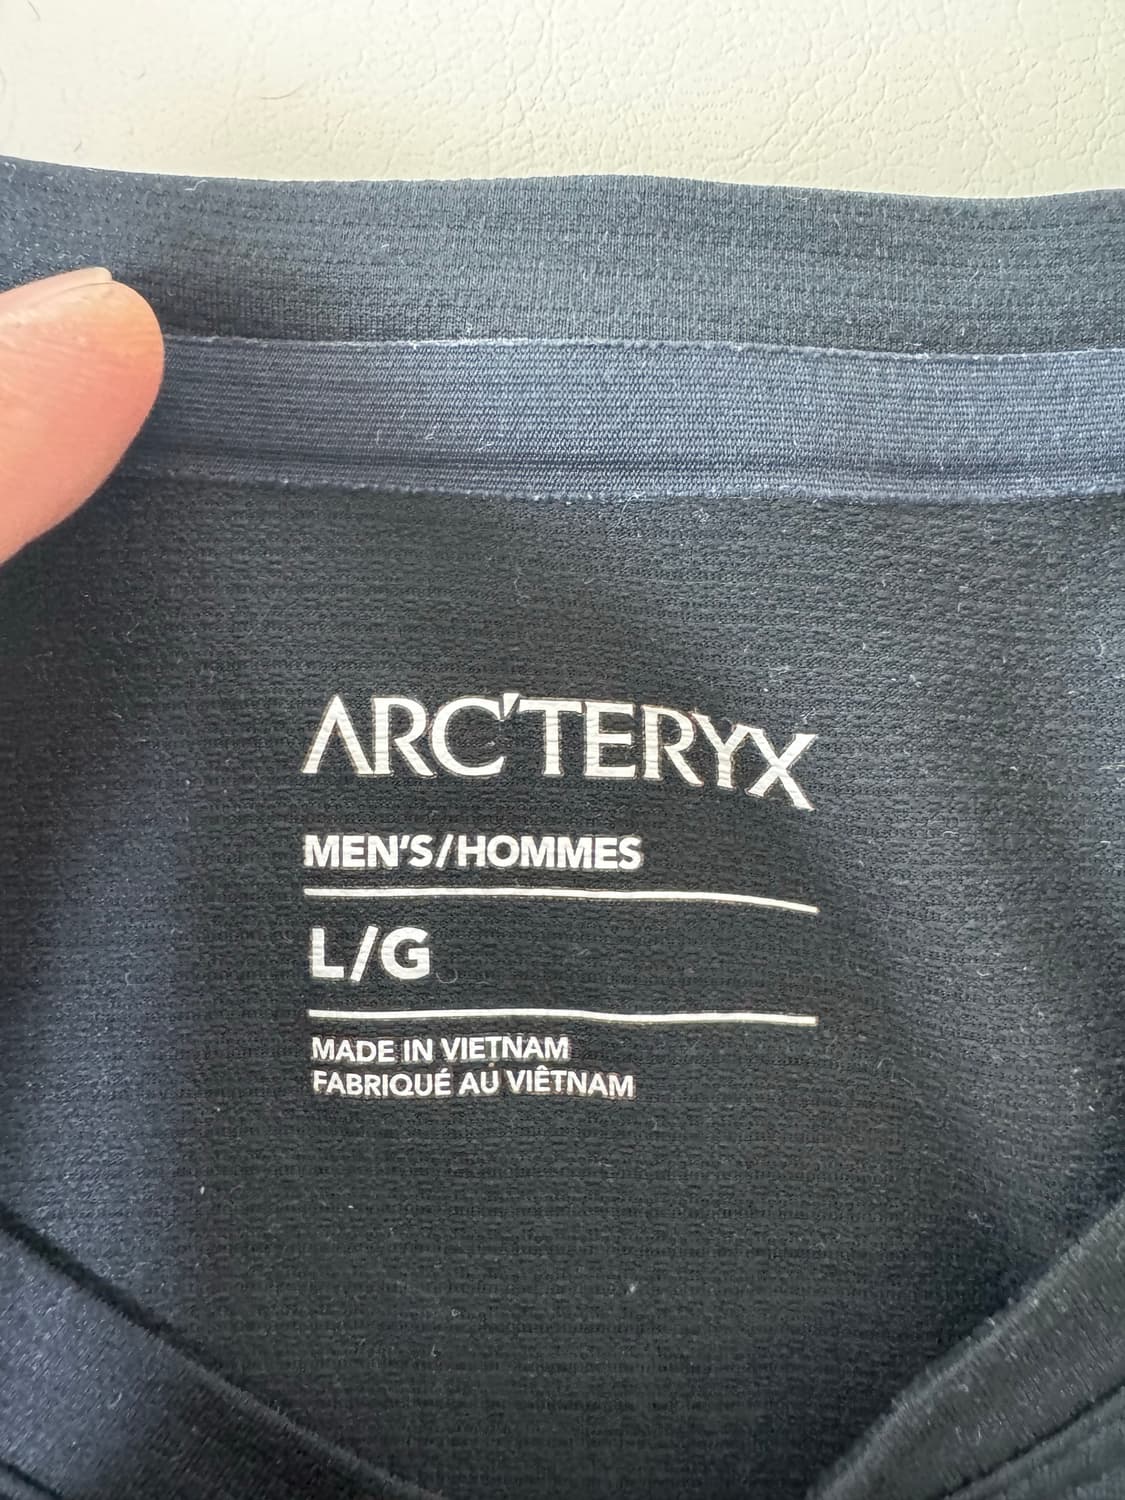 ARC'TERYX
MEN'S/HOMMES
L/G
MADE IN VIETNAM
FABRIQUÉ AU VIÊTNAM